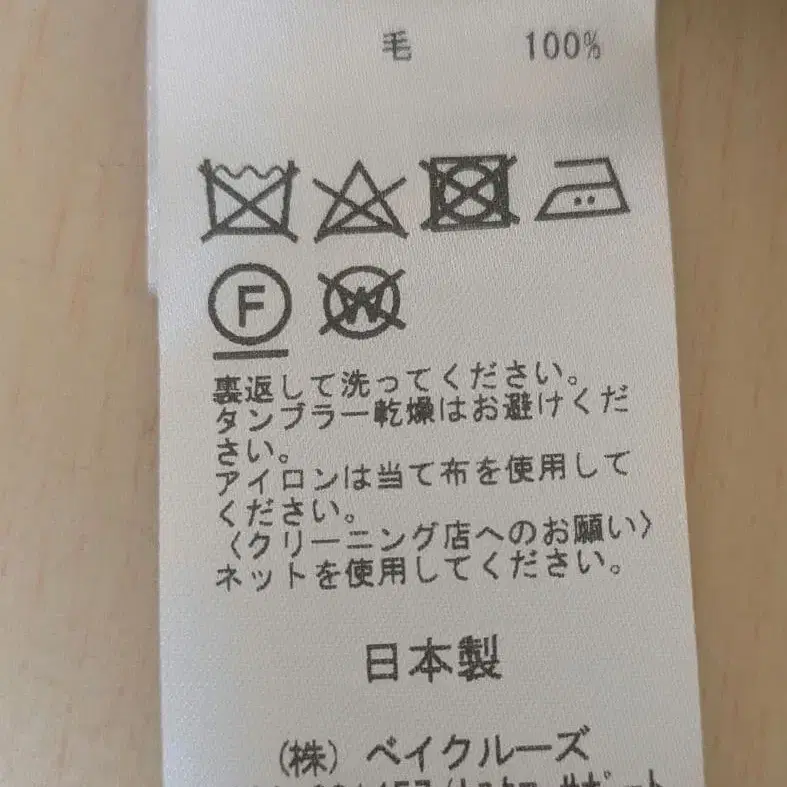 毛 100%
F
W
裏返して洗ってください。
タンブラー乾燥はお避けくだ
さい。
アイロンは当て布を使用して
ください。
〈クリーニング店へのお願い〉
ネットを使用してください。
日本製
(株) ベイクルーズ